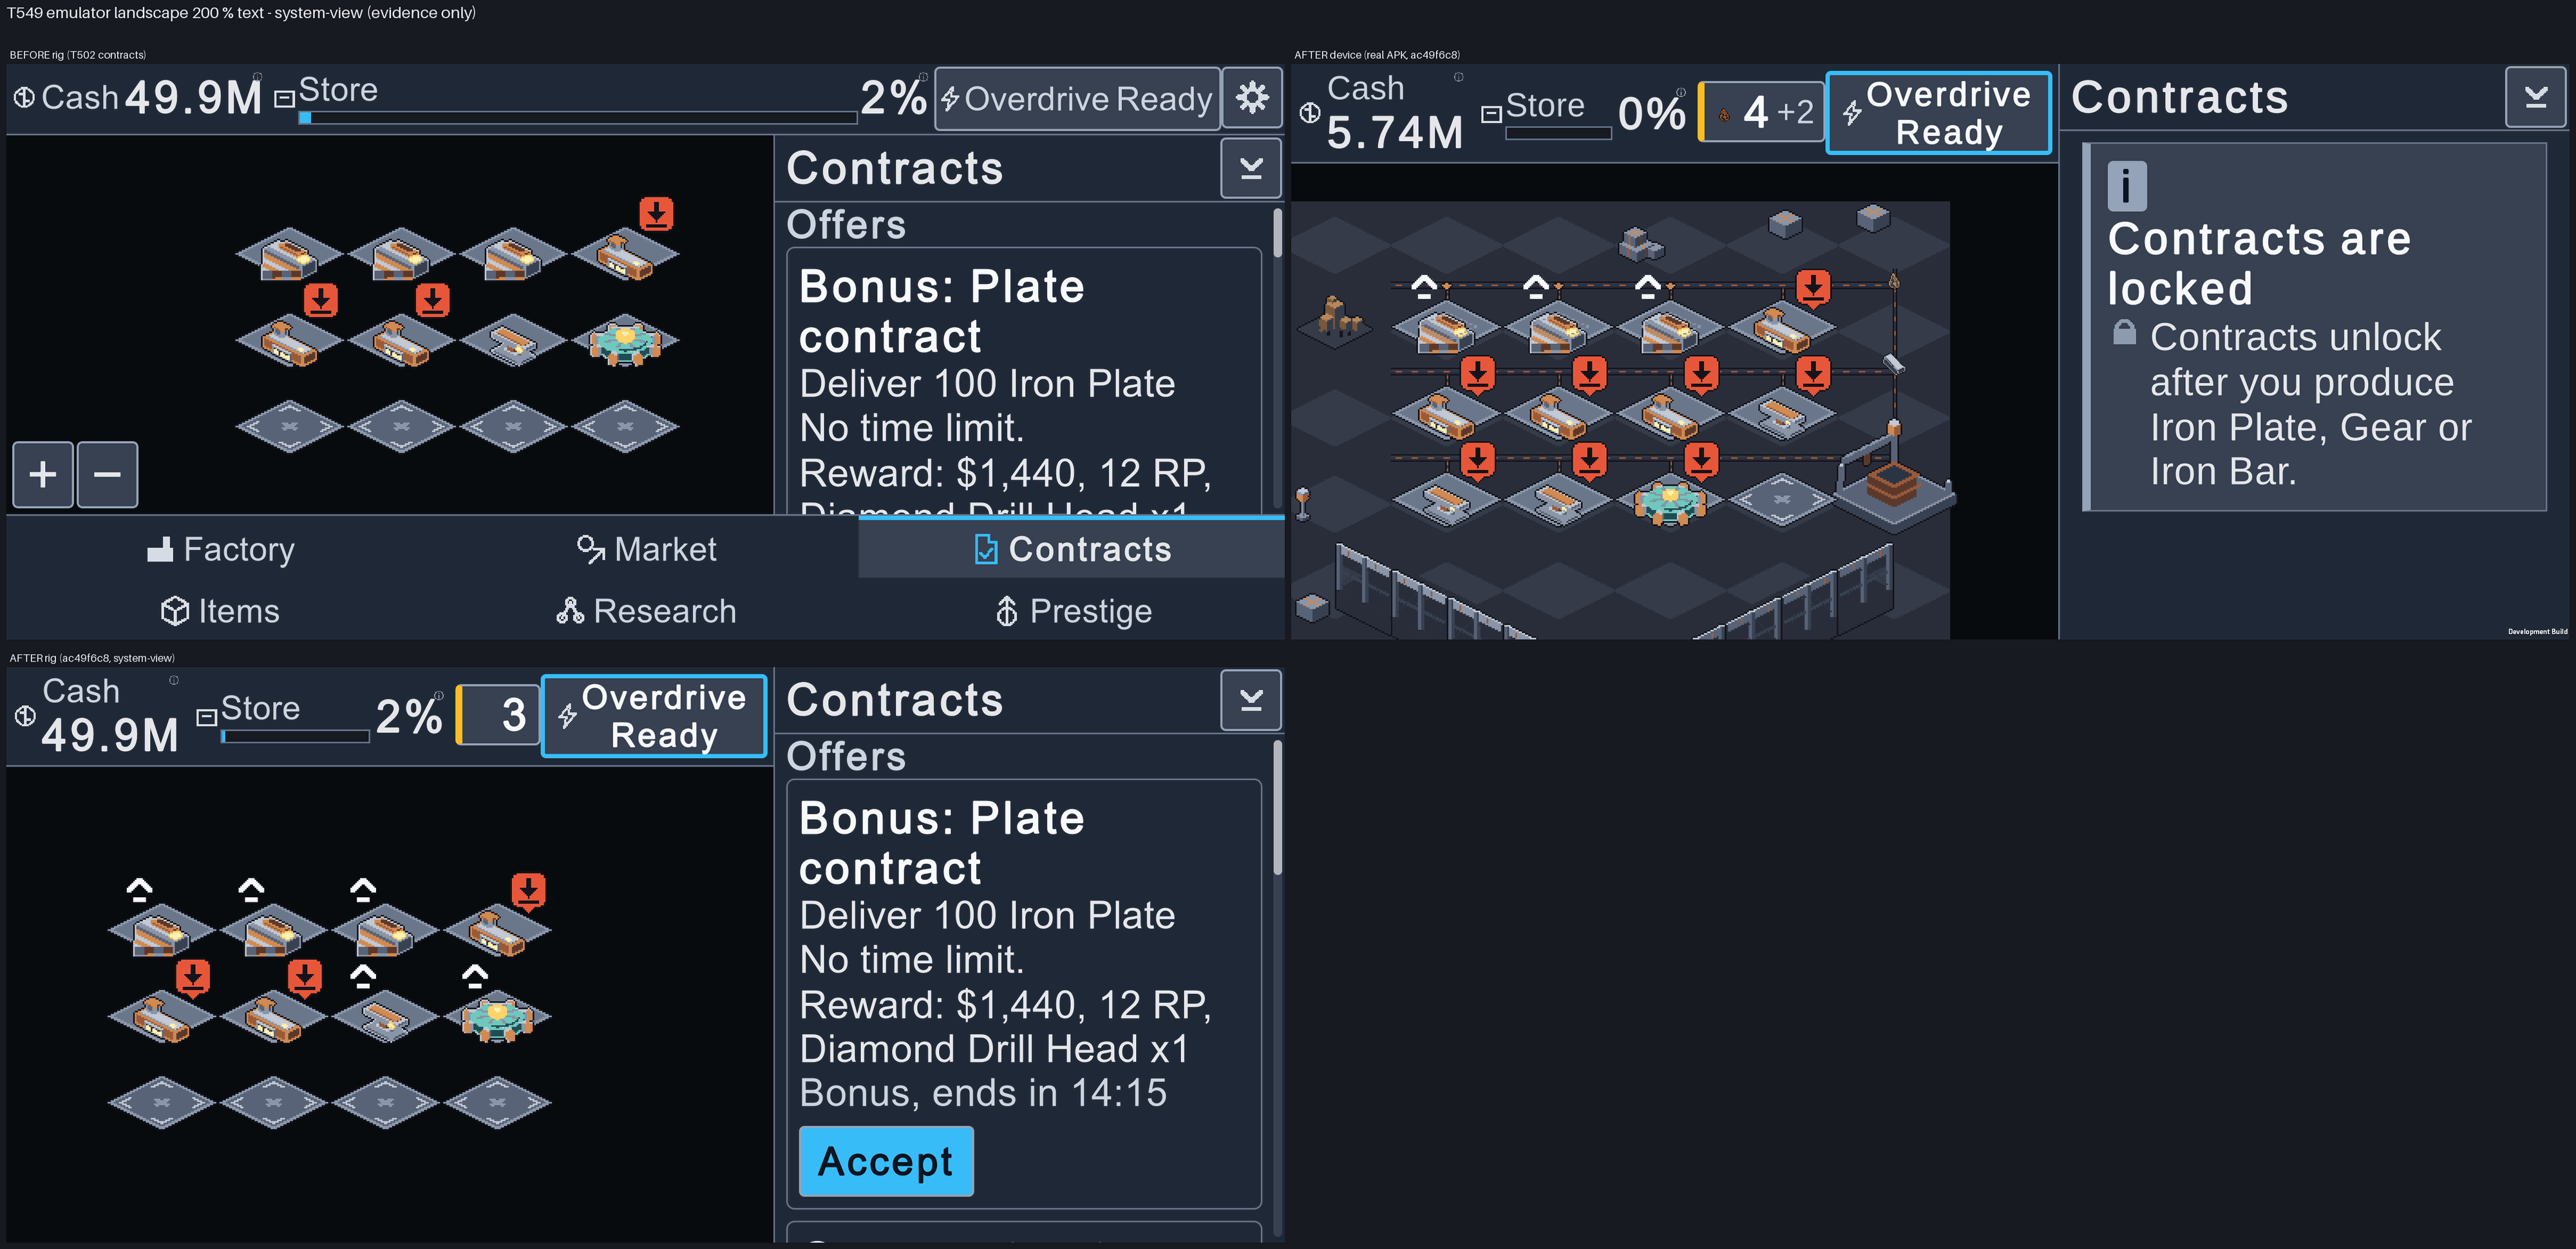 T549 emulator landscape 200 % text - system-view (evidence only)
BEFORE rig (T502 contracts)
Cash 49.9M
Store
2%
Overdrive Ready
Contracts
Offers
Bonus: Plate
contract
Deliver 100 Iron Plate
No time limit.
Reward: $1,440, 12 RP,
Diamond Drill Head x1
+
−
Factory
Market
Contracts
Items
Research
Prestige
AFTER device (real APK, ac49f6c8)
Cash
5.74M
Store
0%
4 +2
Overdrive
Ready
Contracts
i
Contracts are
locked
Contracts unlock
after you produce
Iron Plate, Gear or
Iron Bar.
Development Build
AFTER rig (ac49f6c8, system-view)
Cash
49.9M
Store
2%
3
Overdrive
Ready
Contracts
Offers
Bonus: Plate
contract
Deliver 100 Iron Plate
No time limit.
Reward: $1,440, 12 RP,
Diamond Drill Head x1
Bonus, ends in 14:15
Accept